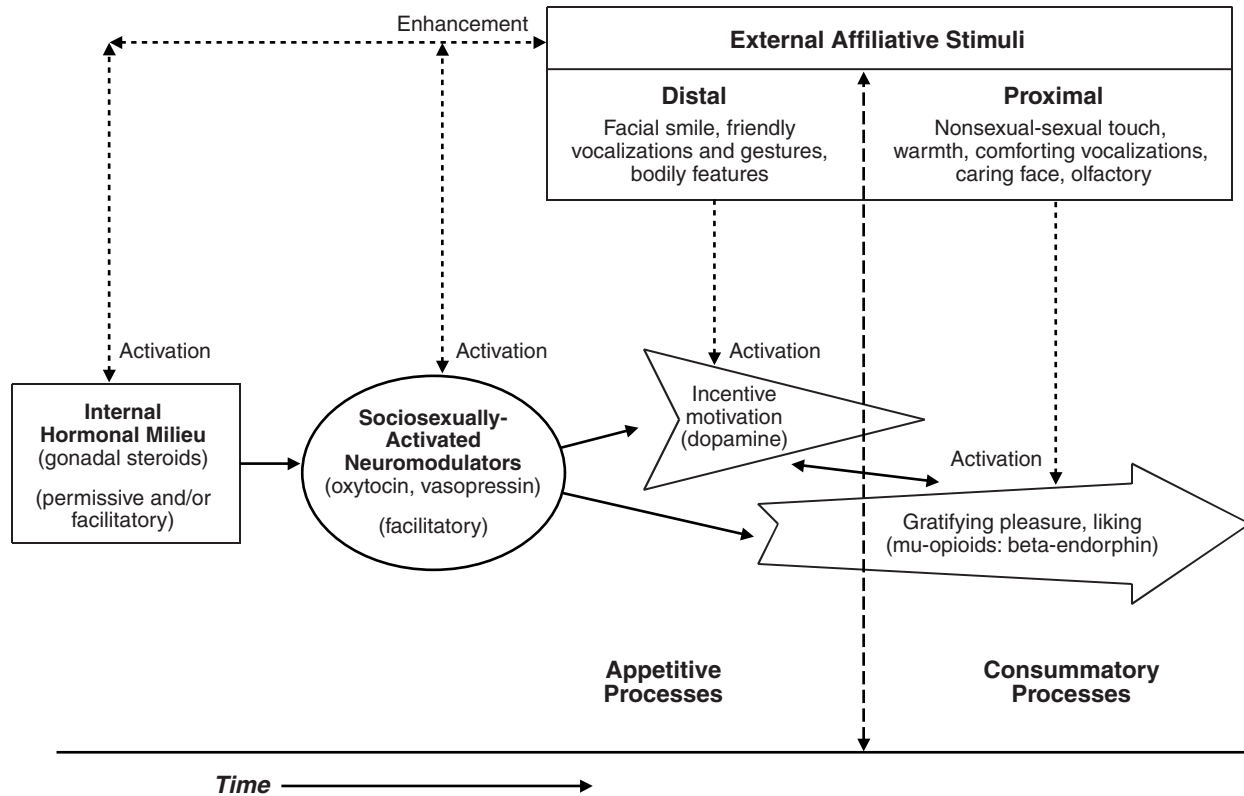 Enhancement
External Affiliative Stimuli
Distal
Facial smile, friendly
vocalizations and gestures,
bodily features
Proximal
Nonsexual-sexual touch,
warmth, comforting vocalizations,
caring face, olfactory
Activation
Activation
Activation
Internal
Hormonal Milieu
(gonadal steroids)
(permissive and/or
facilitatory)
Sociosexually-
Activated
Neuromodulators
(oxytocin, vasopressin)
(facilitatory)
Incentive
motivation
(dopamine)
Activation
Gratifying pleasure, liking
(mu-opioids: beta-endorphin)
Appetitive
Processes
Consummatory
Processes
Time